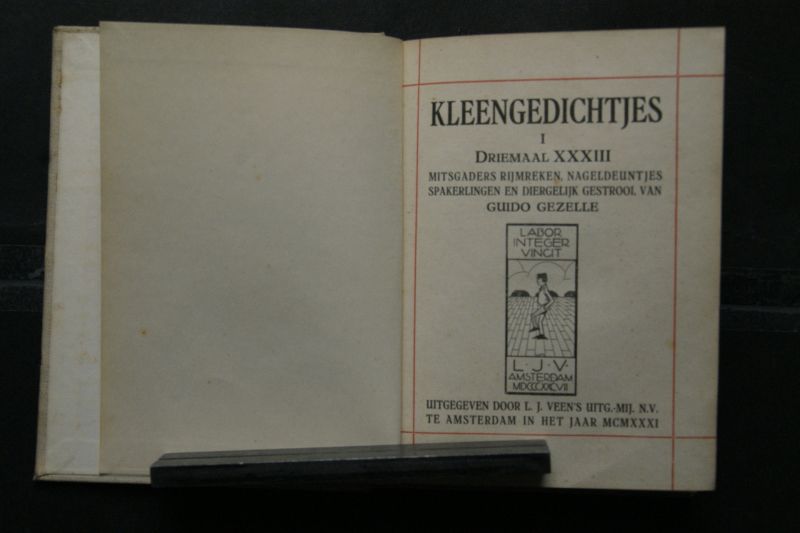 KLEENGEDICHTJES
I
DRIEMAAL XXXIII
MITSGADERS RIJMREKEN, NAGELDEUNTJES
SPAKERLINGEN EN DIERGELIJK GESTROOI, VAN
GUIDO GEZELLE
LABOR
INTEGER
VINCIT
L·J·V·
AMSTERDAM
MDCCCXCVII
UITGEGEVEN DOOR L. J. VEEN'S UITG.-MIJ. N.V.
TE AMSTERDAM IN HET JAAR MCMXXXI